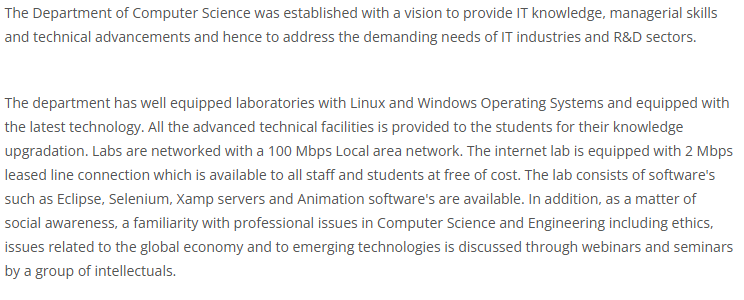 The Department of Computer Science was established with a vision to provide IT knowledge, managerial skills
and technical advancements and hence to address the demanding needs of IT industries and R&D sectors.
The department has well equipped laboratories with Linux and Windows Operating Systems and equipped with
the latest technology. All the advanced technical facilities is provided to the students for their knowledge
upgradation. Labs are networked with a 100 Mbps Local area network. The internet lab is equipped with 2 Mbps
leased line connection which is available to all staff and students at free of cost. The lab consists of software's
such as Eclipse, Selenium, Xamp servers and Animation software's are available. In addition, as a matter of
social awareness, a familiarity with professional issues in Computer Science and Engineering including ethics,
issues related to the global economy and to emerging technologies is discussed through webinars and seminars
by a group of intellectuals.